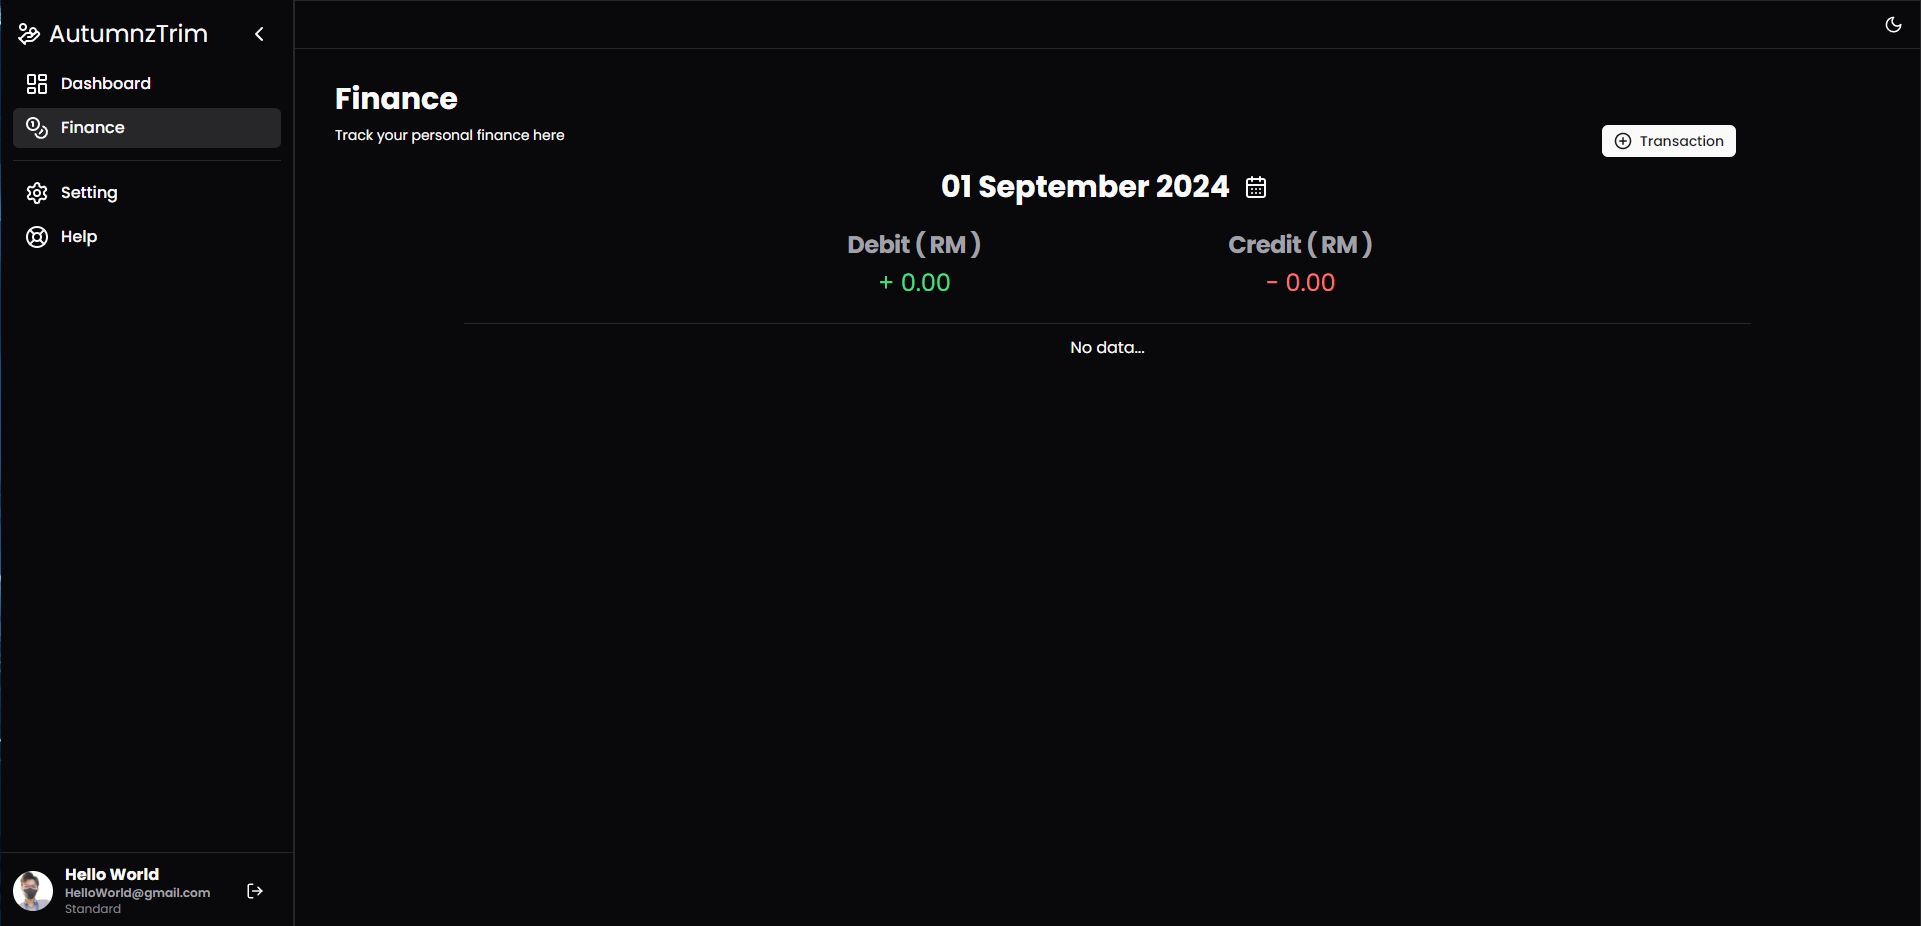 AutumnzTrim
Dashboard
Finance
Setting
Help
Finance
Track your personal finance here
Transaction
01 September 2024
Debit ( RM )
Credit ( RM )
+ 0.00
- 0.00
No data...
Hello World
HelloWorld@gmail.com
Standard